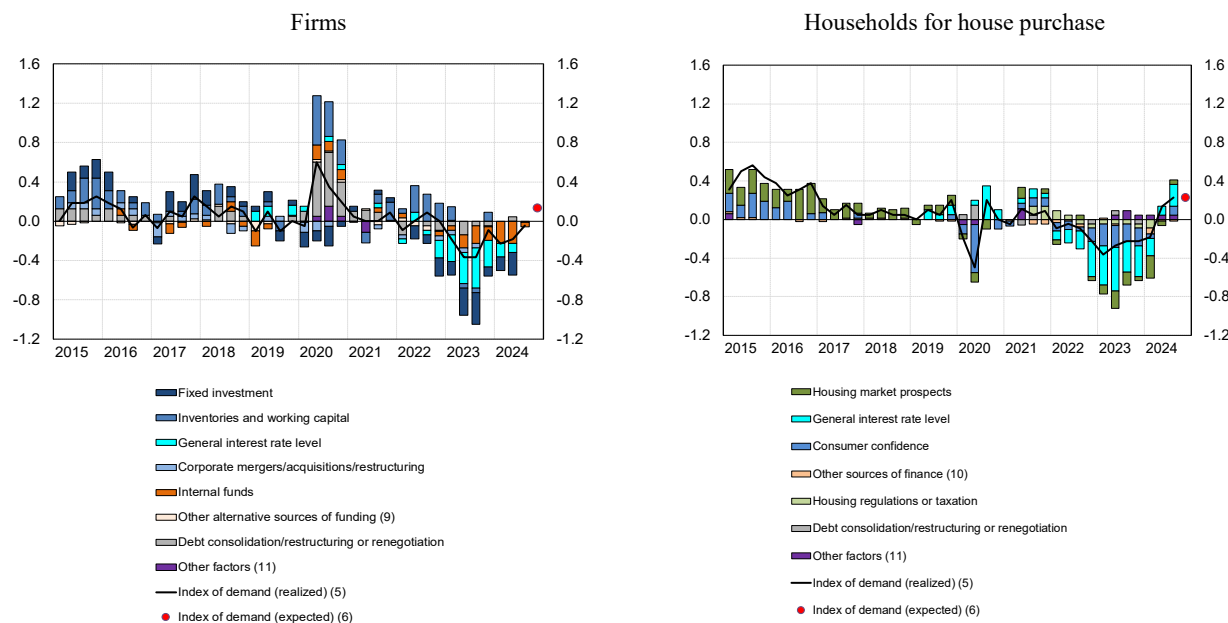 Firms
1.6
1.2
0.8
0.4
0.0
-0.4
-0.8
-1.2
1.6
1.2
0.8
0.4
0.0
-0.4
-0.8
-1.2
2015 2016 2017 2018 2019 2020 2021 2022 2023 2024
Fixed investment
Inventories and working capital
General interest rate level
Corporate mergers/acquisitions/restructuring
Internal funds
Other alternative sources of funding (9)
Debt consolidation/restructuring or renegotiation
Other factors (11)
Index of demand (realized) (5)
Index of demand (expected) (6)
Households for house purchase
1.6
1.2
0.8
0.4
0.0
-0.4
-0.8
-1.2
1.6
1.2
0.8
0.4
0.0
-0.4
-0.8
-1.2
2015 2016 2017 2018 2019 2020 2021 2022 2023 2024
Housing market prospects
General interest rate level
Consumer confidence
Other sources of finance (10)
Housing regulations or taxation
Debt consolidation/restructuring or renegotiation
Other factors (11)
Index of demand (realized) (5)
Index of demand (expected) (6)